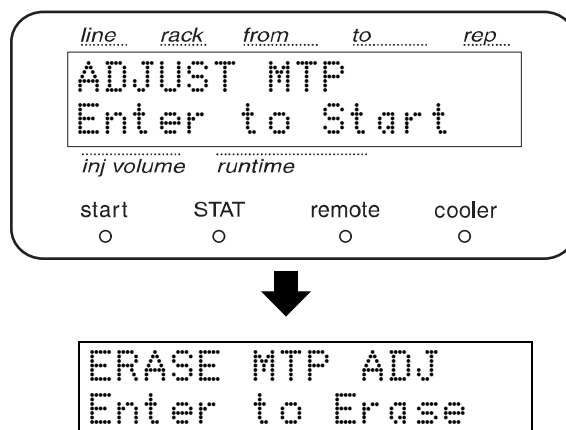 line rack from to rep
ADJUST MTP
Enter to Start
inj volume runtime
start STAT remote cooler
ERASE MTP ADJ
Enter to Erase